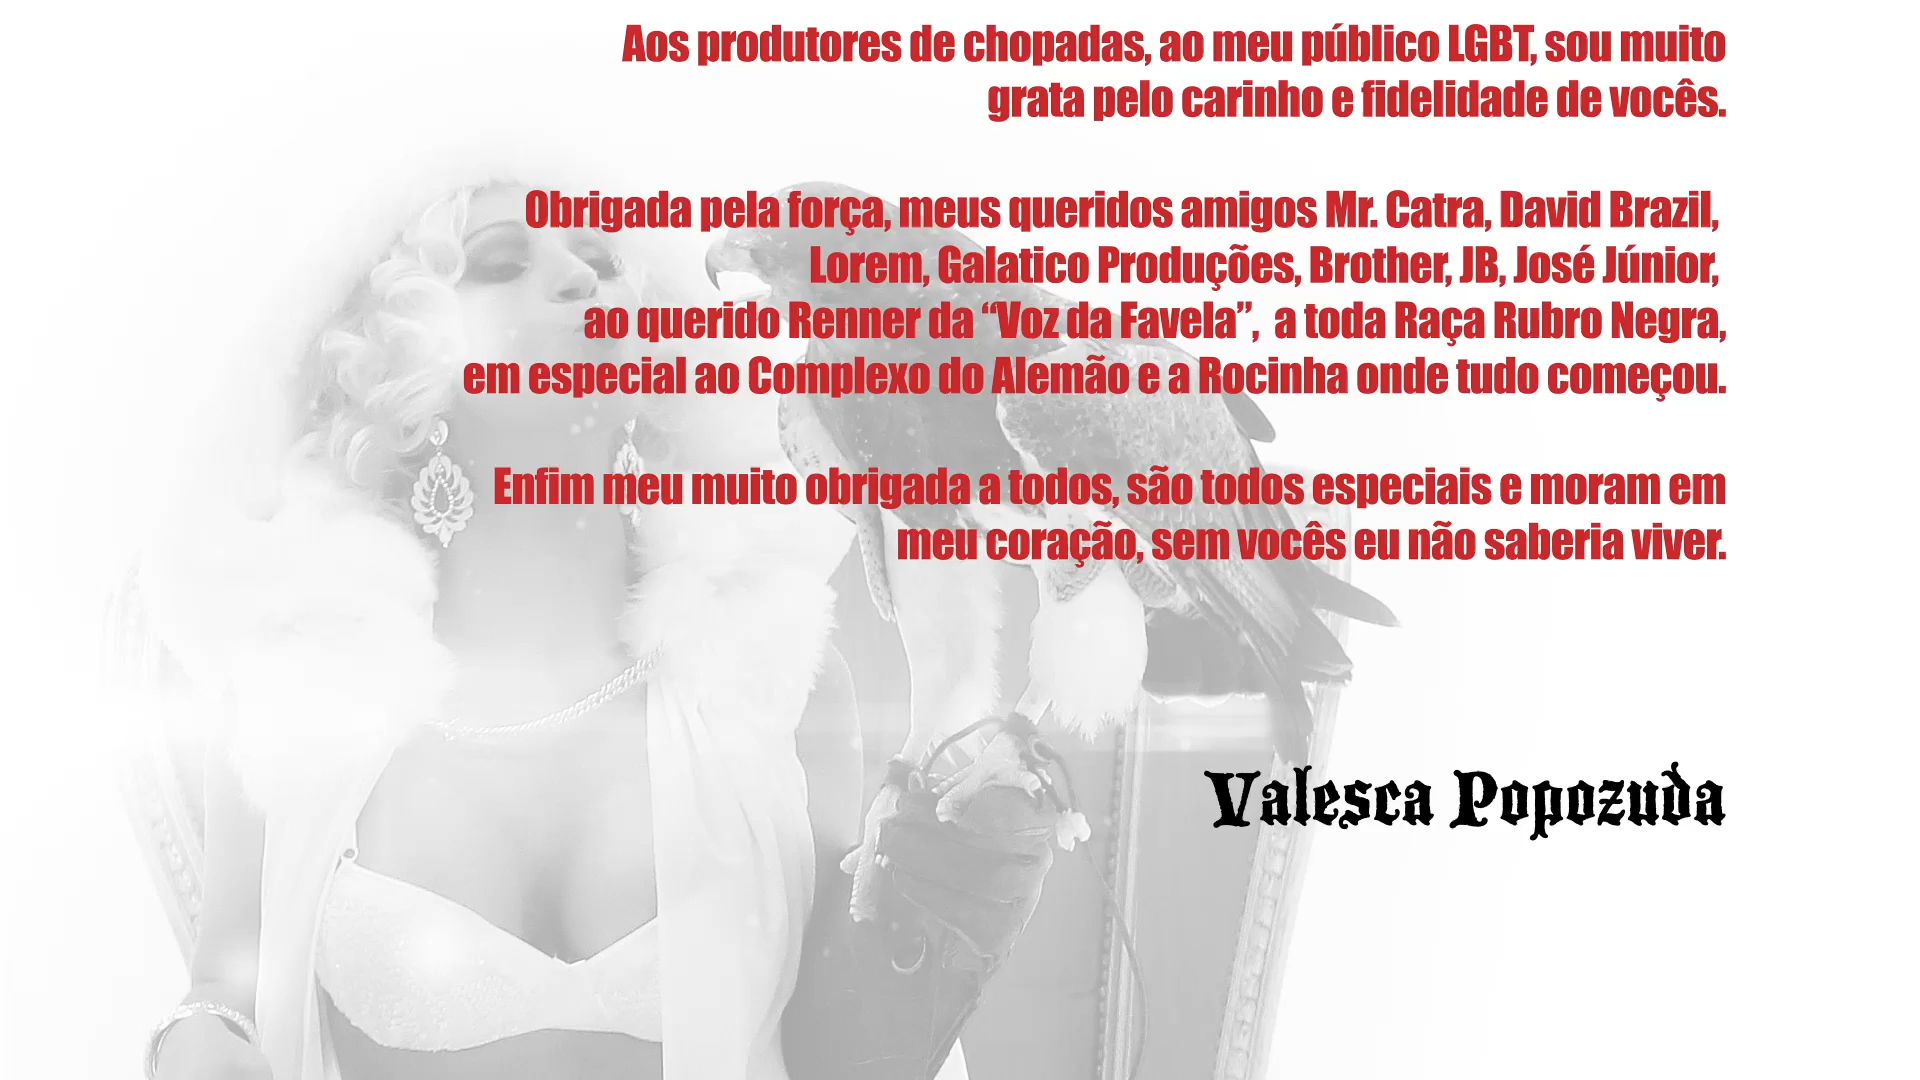 Aos produtores de chopadas, ao meu público LGBT, sou muito
grata pelo carinho e fidelidade de vocês.
Obrigada pela força, meus queridos amigos Mr. Catra, David Brazil,
Lorem, Galatico Produções, Brother, JB, José Júnior,
ao querido Renner da “Voz da Favela”, a toda Raça Rubro Negra,
em especial ao Complexo do Alemão e a Rocinha onde tudo começou.
Enfim meu muito obrigada a todos, são todos especiais e moram em
meu coração, sem vocês eu não saberia viver.
Valesca Popozuda